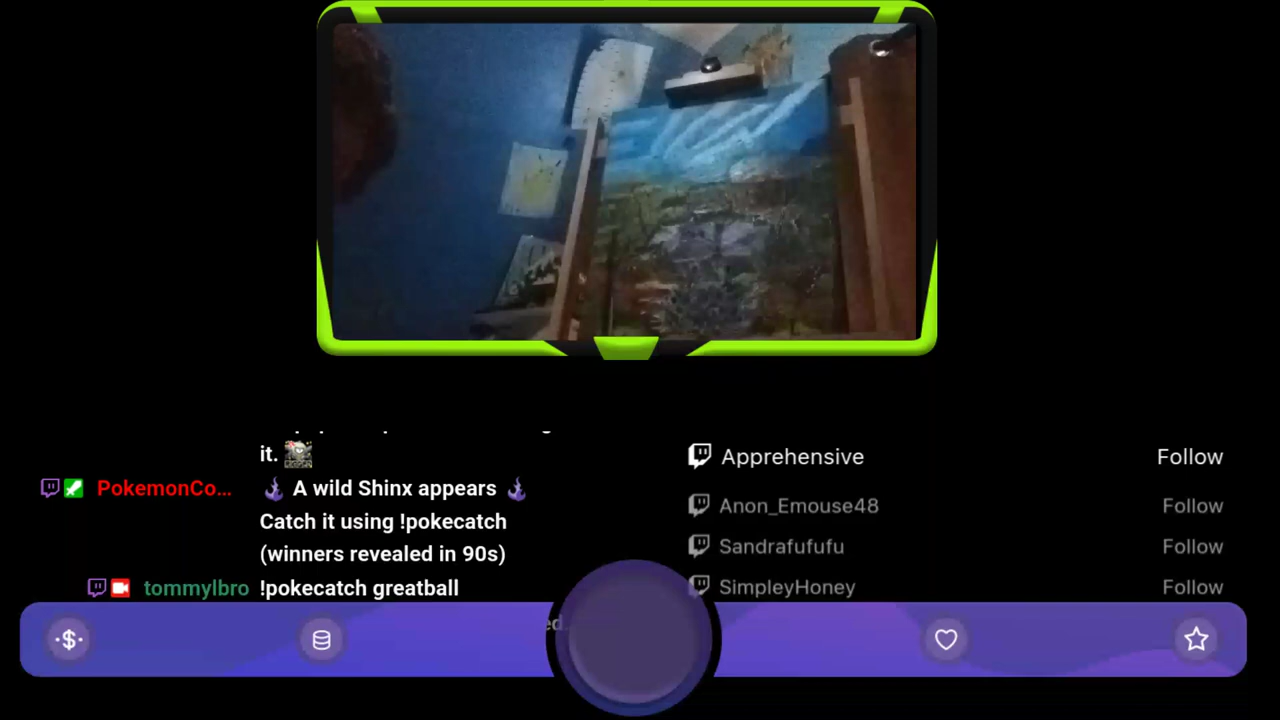 it.
PokemonCo... A wild Shinx appears
Catch it using !pokecatch
(winners revealed in 90s)
tommylbro !pokecatch greatball
Apprehensive Follow
Anon_Emouse48 Follow
Sandrafufufu Follow
SimpleyHoney Follow
ed
$